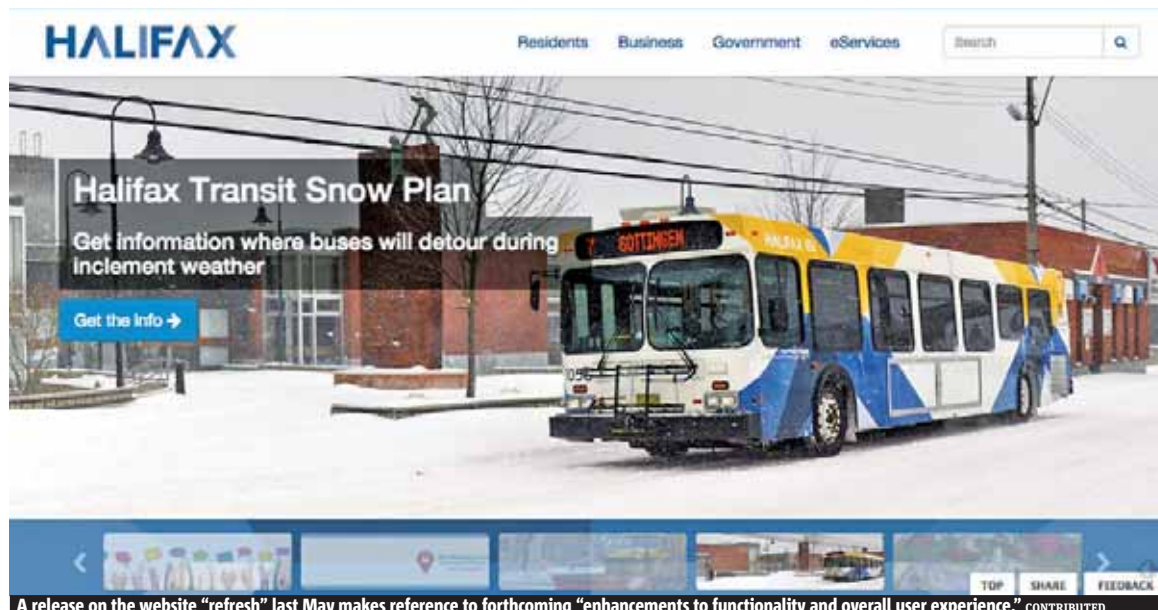 HALIFAX
Residents Business Government eServices Search
Halifax Transit Snow Plan
Get information where buses will detour during
inclement weather
Get the Info →
7 GOTTINGEN
HALIFAX
TOP SHARE FEEDBACK
A release on the website “refresh” last May makes reference to forthcoming “enhancements to functionality and overall user experience.” CONTRIBUTED